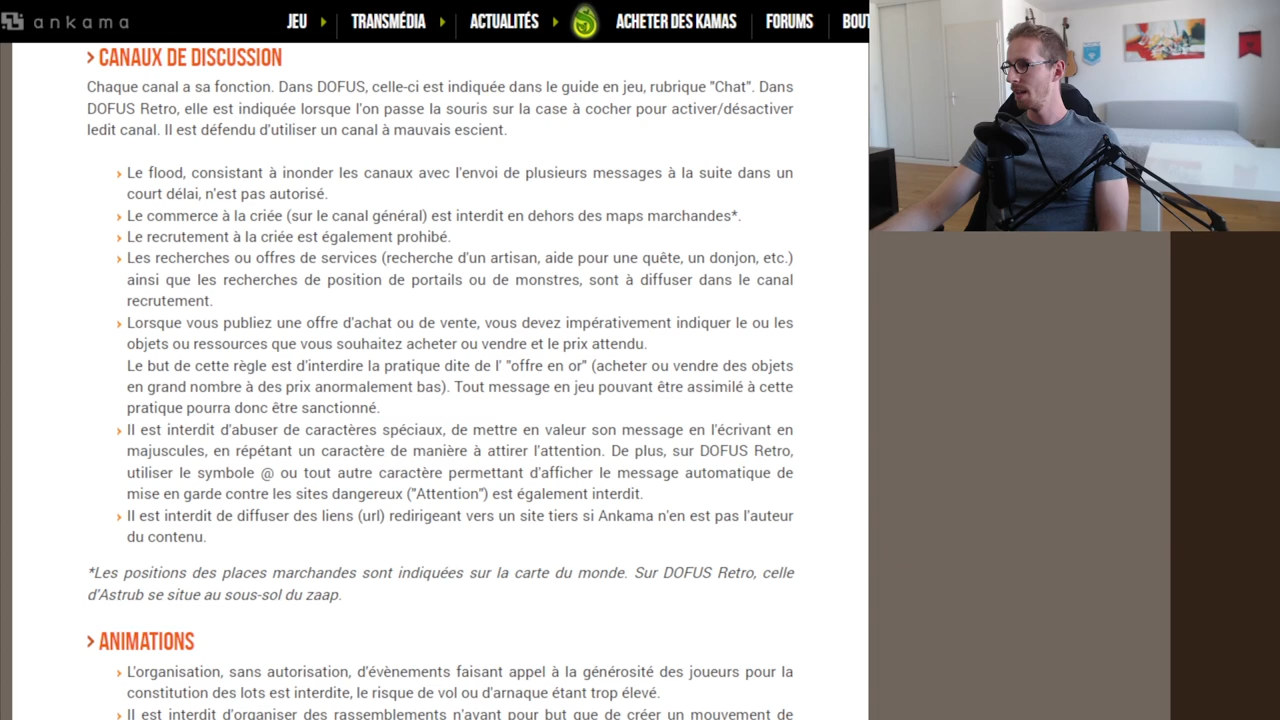 ankama
JEU
TRANSMÉDIA
ACTUALITÉS
ACHETER DES KAMAS
FORUMS
BOUT
> CANAUX DE DISCUSSION
Chaque canal a sa fonction. Dans DOFUS, celle-ci est indiquée dans le guide en jeu, rubrique "Chat". Dans
DOFUS Retro, elle est indiquée lorsque l'on passe la souris sur la case à cocher pour activer/désactiver
ledit canal. Il est défendu d'utiliser un canal à mauvais escient.
› Le flood, consistant à inonder les canaux avec l'envoi de plusieurs messages à la suite dans un
court délai, n'est pas autorisé.
› Le commerce à la criée (sur le canal général) est interdit en dehors des maps marchandes*.
› Le recrutement à la criée est également prohibé.
› Les recherches ou offres de services (recherche d'un artisan, aide pour une quête, un donjon, etc.)
ainsi que les recherches de position de portails ou de monstres, sont à diffuser dans le canal
recrutement.
› Lorsque vous publiez une offre d'achat ou de vente, vous devez impérativement indiquer le ou les
objets ou ressources que vous souhaitez acheter ou vendre et le prix attendu.
Le but de cette règle est d'interdire la pratique dite de l' "offre en or" (acheter ou vendre des objets
en grand nombre à des prix anormalement bas). Tout message en jeu pouvant être assimilé à cette
pratique pourra donc être sanctionné.
› Il est interdit d'abuser de caractères spéciaux, de mettre en valeur son message en l'écrivant en
majuscules, en répétant un caractère de manière à attirer l'attention. De plus, sur DOFUS Retro,
utiliser le symbole @ ou tout autre caractère permettant d'afficher le message automatique de
mise en garde contre les sites dangereux ("Attention") est également interdit.
› Il est interdit de diffuser des liens (url) redirigeant vers un site tiers si Ankama n'en est pas l'auteur
du contenu.
*Les positions des places marchandes sont indiquées sur la carte du monde. Sur DOFUS Retro, celle
d'Astrub se situe au sous-sol du zaap.
> ANIMATIONS
› L'organisation, sans autorisation, d'évènements faisant appel à la générosité des joueurs pour la
constitution des lots est interdite, le risque de vol ou d'arnaque étant trop élevé.
› Il est interdit d'organiser des rassemblements n'ayant pour but que de créer un mouvement de